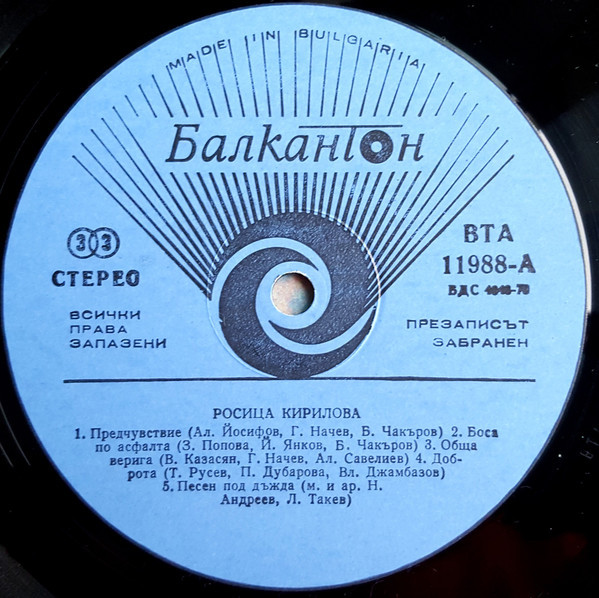 MADE IN BULGARIA
Балкантон
33
СТЕРЕО
ВТА
11988-А
БДС 4848-70
ВСИЧКИ
ПРАВА
ЗАПАЗЕНИ
ПРЕЗАПИСЪТ
ЗАБРАНЕН
РОСИЦА КИРИЛОВА
1. Предчувствие (Ал. Йосифов, Г. Начев, Б. Чакъров) 2. Боса
по асфалта (З. Попова, Й. Янков, Б. Чакъров) 3. Обща
верига (В. Казасян, Г. Начев, Ал. Савелиев) 4. Доб-
рота (Т. Русев, П. Дубарова, Вл. Джамбазов)
5. Песен под дъжда (м. и ар. Н.
Андреев, Л. Такев)